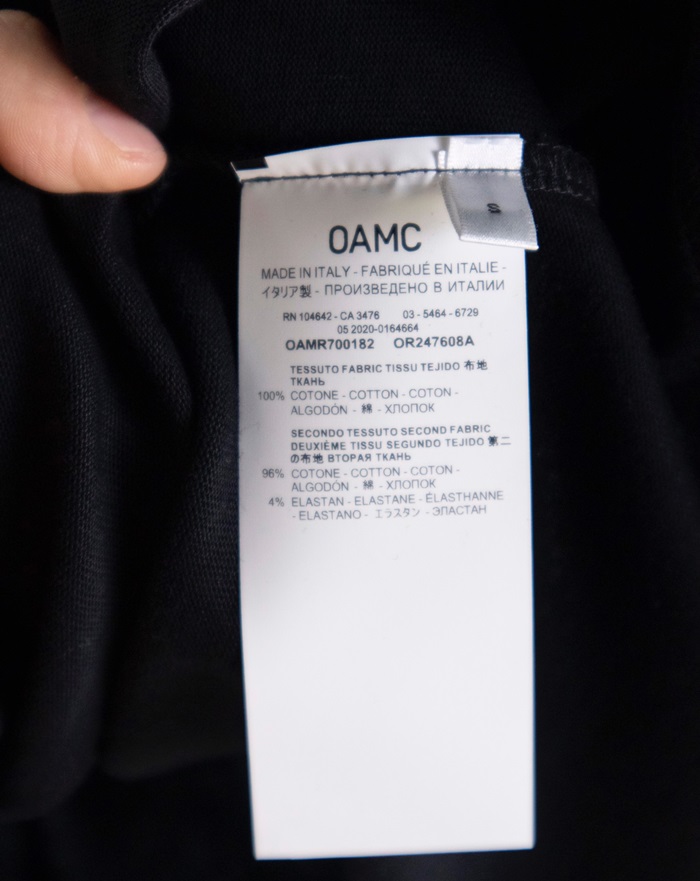 S
OAMC
MADE IN ITALY - FABRIQUÉ EN ITALIE -
イタリア製 - ПРОИЗВЕДЕНО В ИТАЛИИ
RN 104642 - CA 3476 03 - 5464 - 6729
05 2020-0164664
OAMR700182 OR247608A
TESSUTO FABRIC TISSU TEJIDO 布地
ТКАНЬ
100% COTONE - COTTON - COTON -
ALGODÓN - 綿 - ХЛОПОК
SECONDO TESSUTO SECOND FABRIC
DEUXIÉME TISSU SEGUNDO TEJIDO 第二
の布地 ВТОРАЯ ТКАНЬ
96% COTONE - COTTON - COTON -
ALGODÓN - 綿 - ХЛОПОК
4% ELASTAN - ELASTANE - ÉLASTHANNE
- ELASTANO - エラスタン - ЭЛАСТАН